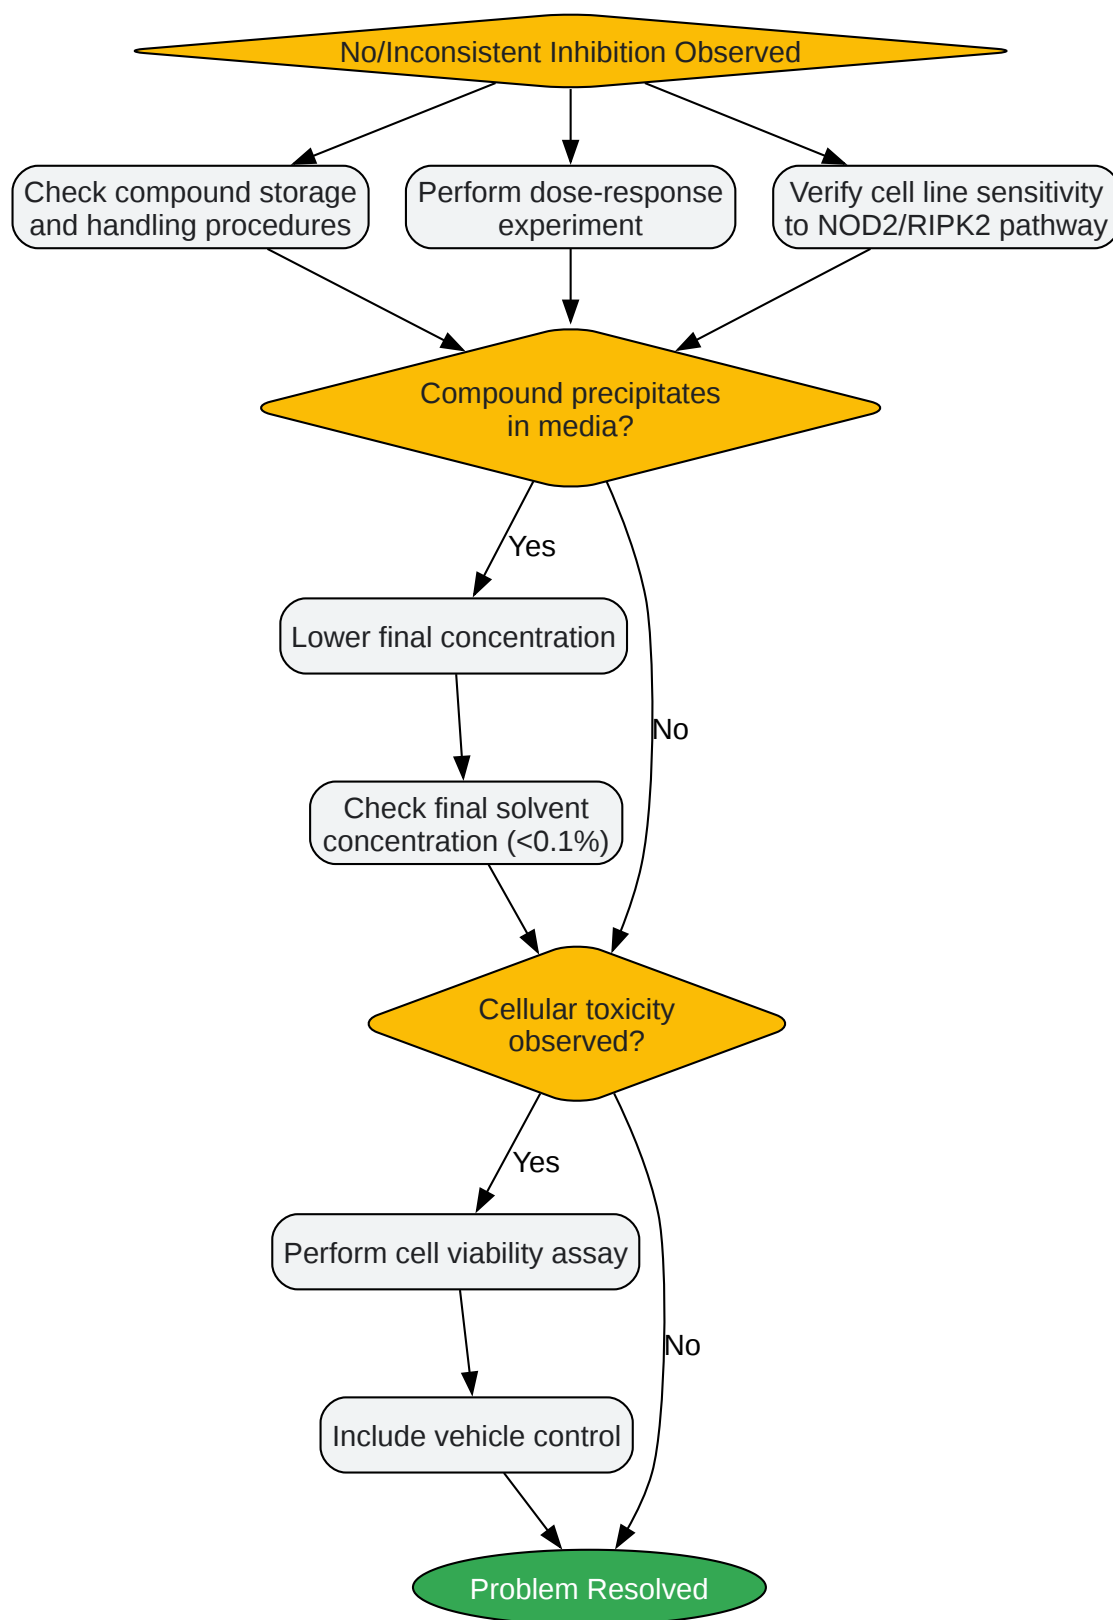 No/Inconsistent Inhibition Observed
Check compound storage
and handling procedures
Perform dose-response
experiment
Verify cell line sensitivity
to NOD2/RIPK2 pathway
Compound precipitates
in media?
Yes
Lower final concentration
No
Check final solvent
concentration (<0.1%)
Cellular toxicity
observed?
Yes
Perform cell viability assay
No
Include vehicle control
Problem Resolved